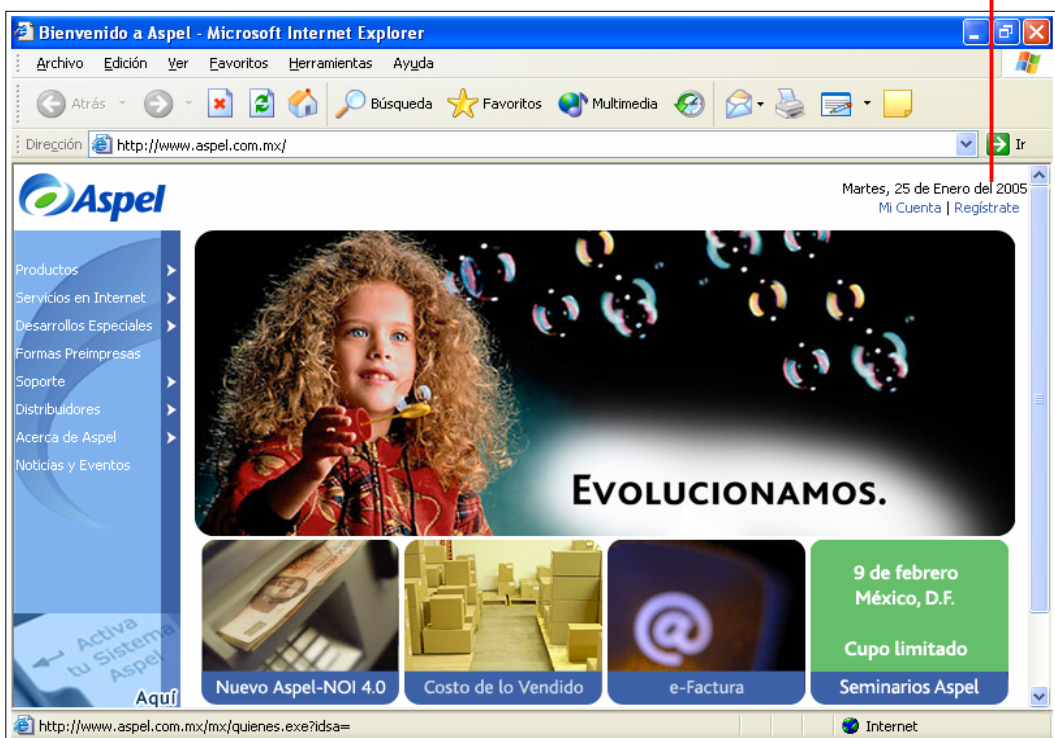 Bienvenido a Aspel - Microsoft Internet Explorer
Archivo Edición Ver Favoritos Herramientas Ayuda
Atrás Búsqueda Favoritos Multimedia
Dirección http://www.aspel.com.mx/ Ir
Aspel
Martes, 25 de Enero del 2005
Mi Cuenta | Regístrate
Productos
Servicios en Internet
Desarrollos Especiales
Formas Preimpresas
Soporte
Distribuidores
Acerca de Aspel
Noticias y Eventos
EVOLUCIONAMOS.
Activa
tu Sistema
Aspel
Aquí
Nuevo Aspel-NOI 4.0
Costo de lo Vendido
@
e-Factura
9 de febrero
México, D.F.
Cupo limitado
Seminarios Aspel
http://www.aspel.com.mx/mx/quienes.exe?idsa= Internet